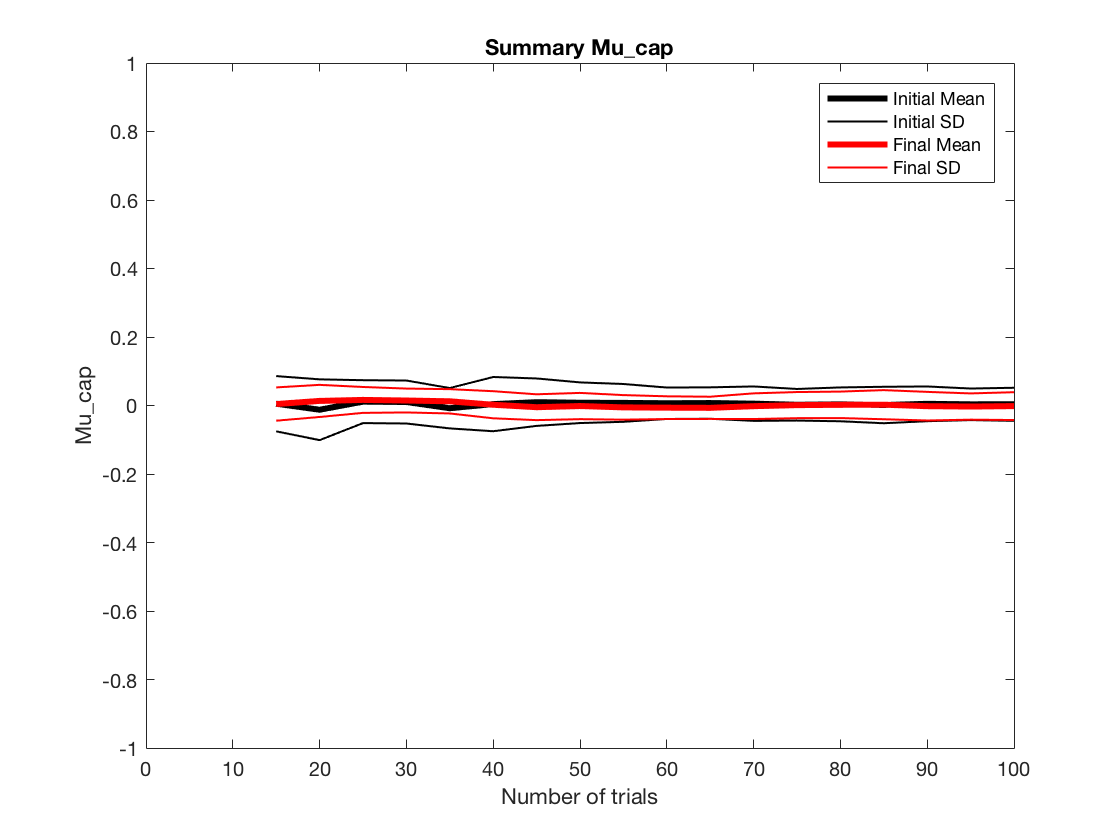 Summary Mu_cap
1
0.8
0.6
0.4
0.2
0
-0.2
-0.4
-0.6
-0.8
-1
Mu_cap
Initial Mean
Initial SD
Final Mean
Final SD
0 10 20 30 40 50 60 70 80 90 100
Number of trials